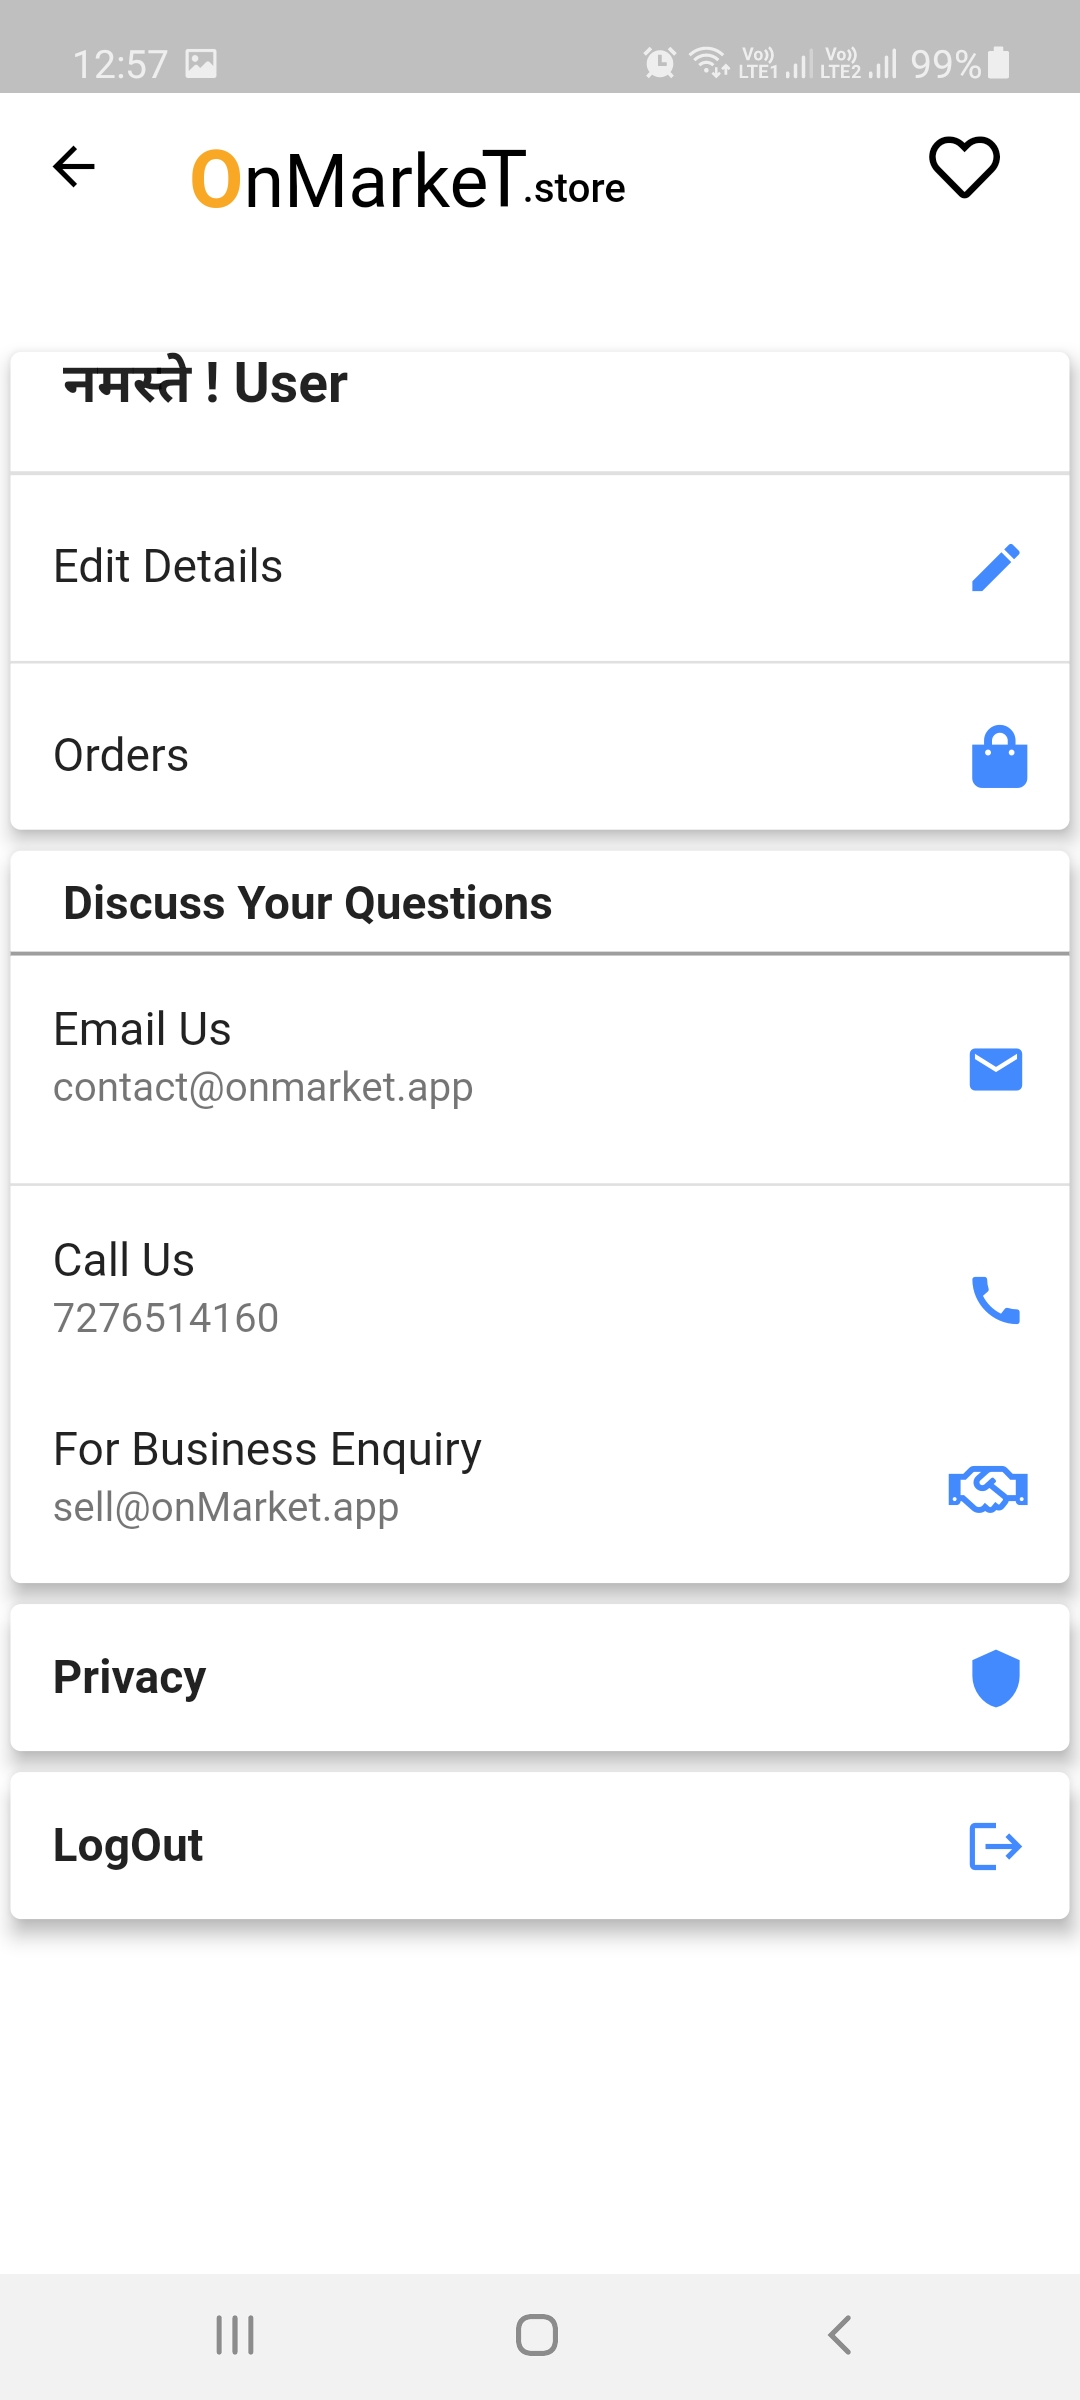 12:57 Vo)) LTE1 Vo)) LTE2 99%
OnMarkeT.store
नमस्ते ! User
Edit Details
Orders
Discuss Your Questions
Email Us
contact@onmarket.app
Call Us
7276514160
For Business Enquiry
sell@onMarket.app
Privacy
LogOut